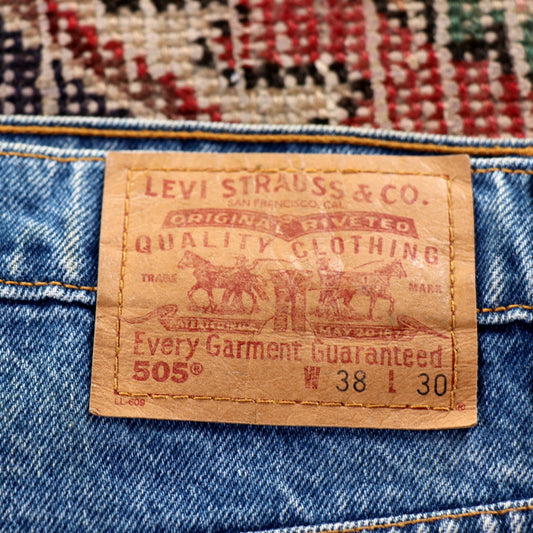 LEVI STRAUSS & CO.
SAN FRANCISCO, CAL.
ORIGINAL RIVETED
QUALITY CLOTHING
TRADE MARK
MAY 20 1873
Every Garment Guaranteed
505® W 38 L 30
®